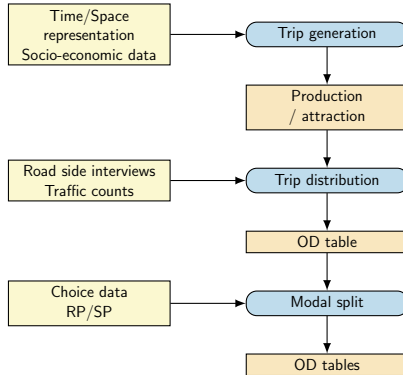 Time/Space
representation
Socio-economic data
Trip generation
Production
/ attraction
Road side interviews
Traffic counts
Trip distribution
OD table
Choice data
RP/SP
Modal split
OD tables